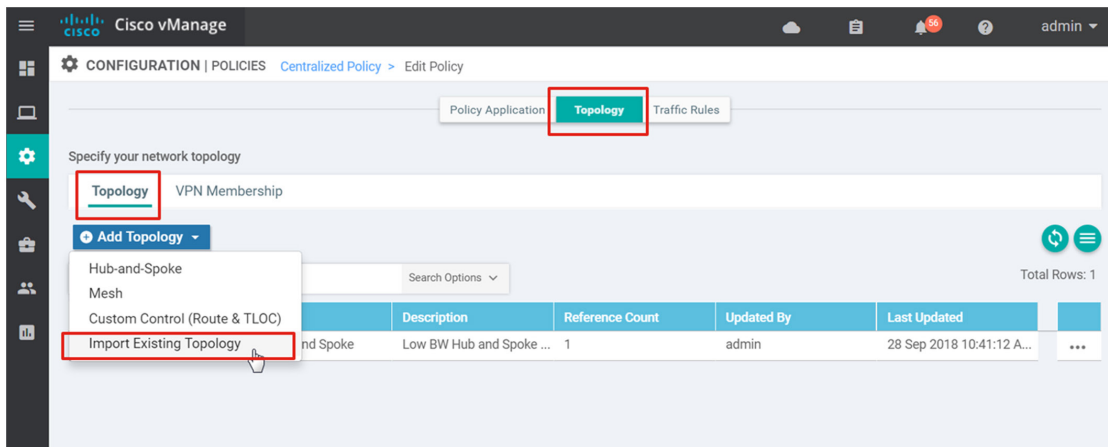 cisco Cisco vManage 56 admin
CONFIGURATION | POLICIES Centralized Policy > Edit Policy
Policy Application Topology Traffic Rules
Specify your network topology
Topology VPN Membership
Add Topology
Hub-and-Spoke
Search Options Total Rows: 1
Mesh
Custom Control (Route & TLOC) Description Reference Count Updated By Last Updated
Import Existing Topology nd Spoke Low BW Hub and Spoke ... 1 admin 28 Sep 2018 10:41:12 A...